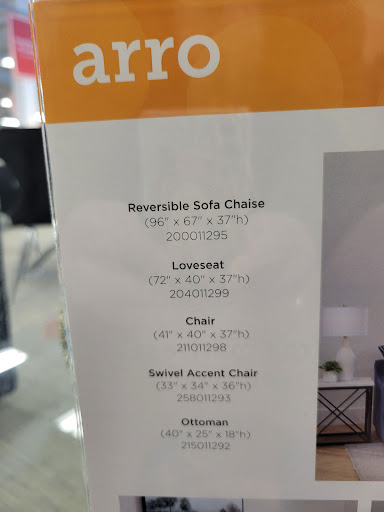 arro
Reversible Sofa Chaise
(96" x 67" x 37"h)
200011295
Loveseat
(72" x 40" x 37"h)
204011299
Chair
(41" x 40" x 37"h)
211011298
Swivel Accent Chair
(33" x 34" x 36"h)
258011293
Ottoman
(40" x 25" x 18"h)
215011292